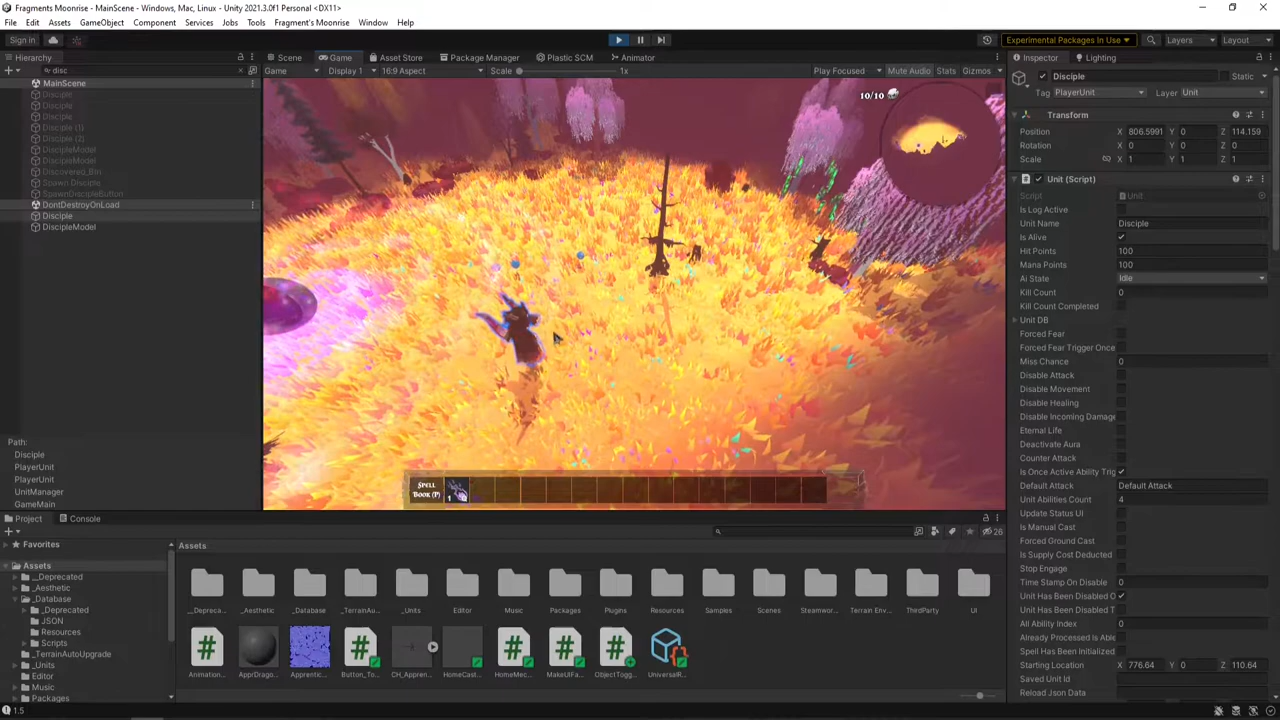 Fragments Moonrise - MainScene - Windows, Mac, Linux - Unity 2021.3.0f1 Personal <DX11>
File Edit Assets GameObject Component Services Jobs Tools Fragment's Moonrise Window Help
Sign in
Experimental Packages In Use
Layers
Layout
Hierarchy
disc
MainScene
Disciple
Disciple
Disciple
Disciple (1)
Disciple (2)
DiscipleModel
DiscipleModel
Discovered_Btn
Spawn Disciple
SpawnDiscipleButton
DontDestroyOnLoad
Disciple
DiscipleModel
Path:
Disciple
PlayerUnit
PlayerUnit
UnitManager
GameMain
Scene Game Asset Store Package Manager Plastic SCM Animator
Game Display 1 16:9 Aspect Scale 1x Play Focused Mute Audio Stats Gizmos
10/10
SPELL
BOOK (P)
1
Inspector Lighting
Disciple Static
Tag PlayerUnit Layer Unit
Transform
Position X 806.5991 Y 0 Z 114.159
Rotation X 0 Y 0 Z 0
Scale X 1 Y 1 Z 1
Unit (Script)
Script Unit
Is Log Active
Unit Name Disciple
Is Alive
Hit Points 100
Mana Points 100
Ai State Idle
Kill Count 0
Kill Count Completed
Unit DB
Forced Fear
Forced Fear Trigger Once
Miss Chance 0
Disable Attack
Disable Movement
Disable Healing
Disable Incoming Damage
Eternal Life
Deactivate Aura
Counter Attack
Is Once Active Ability Trig
Default Attack Default Attack
Unit Abilities Count 4
Update Status UI
Is Manual Cast
Forced Ground Cast
Is Supply Cost Deducted
Stop Engage
Time Stamp On Disable 0
Unit Has Been Disabled O
Unit Has Been Disabled T
All Ability Index 0
Already Processed Is Able
Spell Has Been Initialized
Starting Location X 776.64 Y 0 Z 110.64
Saved Unit Id
Reload Json Data
Project Console
26
Favorites
Assets
__Deprecated
_Aesthetic
_Database
_Deprecated
JSON
Resources
Scripts
_TerrainAutoUpgrade
_Units
Editor
Music
Packages
Assets
__Depreca... _Aesthetic _Database _TerrainAu... _Units Editor Music Packages Plugins Resources Samples Scenes Steamwor... Terrain Env... ThirdParty UI
Animation... ApprDrago... Apprentic... Button_To... CH_Appren... HomeCast... HomeMec... MakeUIFa... ObjectTogg... UniversalR...
1.5